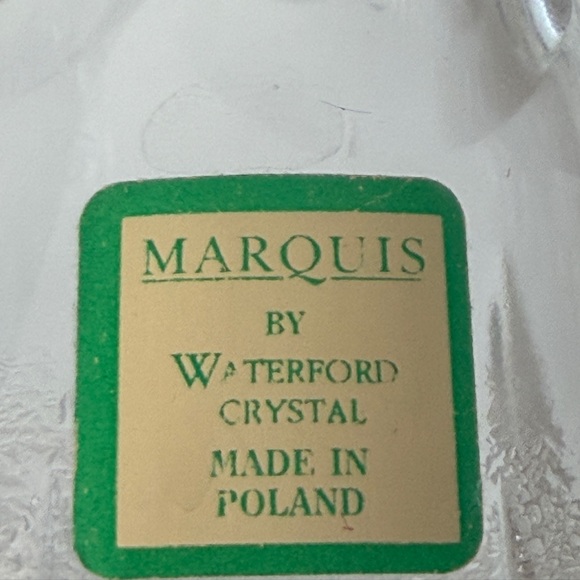 MARQUIS
BY
WATERFORD
CRYSTAL
MADE IN
POLAND